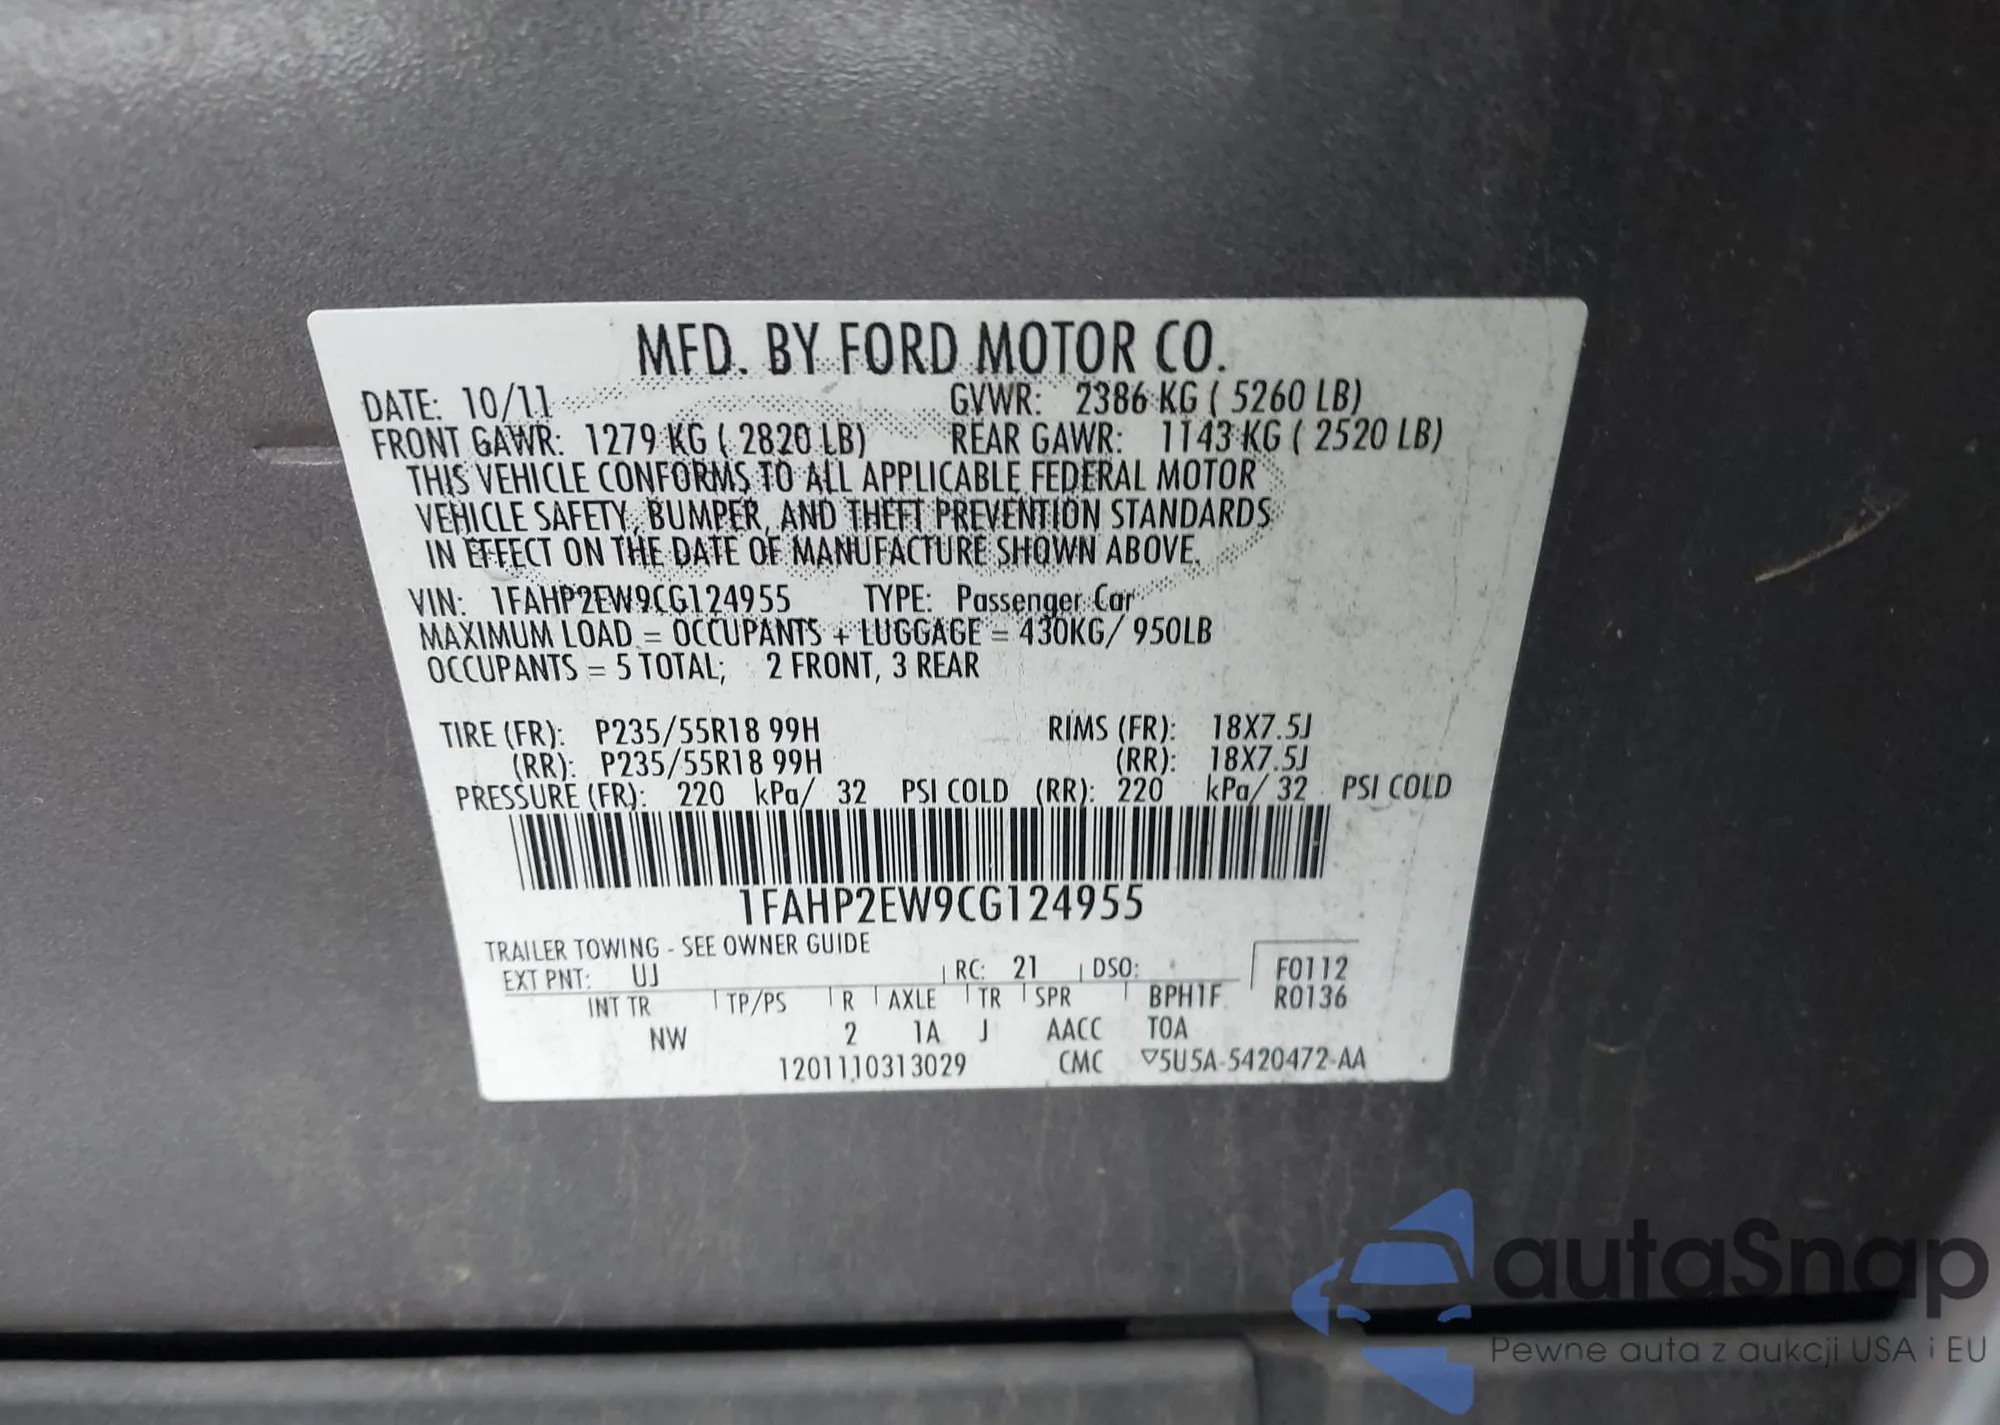 MFD. BY FORD MOTOR CO.
DATE: 10/11 GVWR: 2386 KG ( 5260 LB)
FRONT GAWR: 1279 KG ( 2820 LB) REAR GAWR: 1143 KG ( 2520 LB)
THIS VEHICLE CONFORMS TO ALL APPLICABLE FEDERAL MOTOR
VEHICLE SAFETY, BUMPER, AND THEFT PREVENTION STANDARDS
IN EFFECT ON THE DATE OF MANUFACTURE SHOWN ABOVE.
VIN: 1FAHP2EW9CG124955 TYPE: Passenger Car
MAXIMUM LOAD = OCCUPANTS + LUGGAGE = 430KG/ 950LB
OCCUPANTS = 5 TOTAL; 2 FRONT, 3 REAR
TIRE (FR): P235/55R18 99H RIMS (FR): 18X7.5J
(RR): P235/55R18 99H (RR): 18X7.5J
PRESSURE (FR): 220 kPa/ 32 PSI COLD (RR): 220 kPa/ 32 PSI COLD
1FAHP2EW9CG124955
TRAILER TOWING - SEE OWNER GUIDE
EXT PNT: UJ RC: 21 DSO: F0112
INT TR TP/PS R AXLE TR SPR BPH1F R0136
NW 2 1A J AACC TOA
1201110313029 CMC ▽5U5A-5420472-AA
autaSnap
Pewne auta z aukcji USA i EU